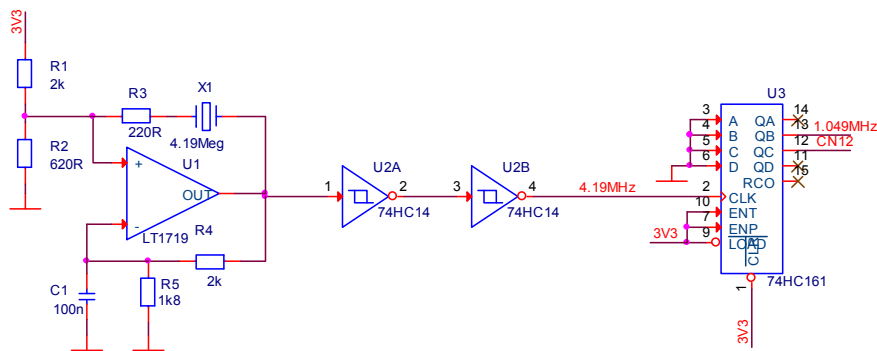 3V3
R1
2k
R2
620R
R3
220R
X1
4.19Meg
U1
+
-
OUT
LT1719
R4
2k
C1
100n
R5
1k8
1
U2A
2
74HC14
3
U2B
4
74HC14
4.19MHz
U3
3 A QA 14
4 B QB 13 1.049MHz
5 C QC 12 CN12
6 D QD 11
RCO 15
2 CLK
10 ENT
7 ENP
3V3 9 LOAD
CLR
1
74HC161
3V3